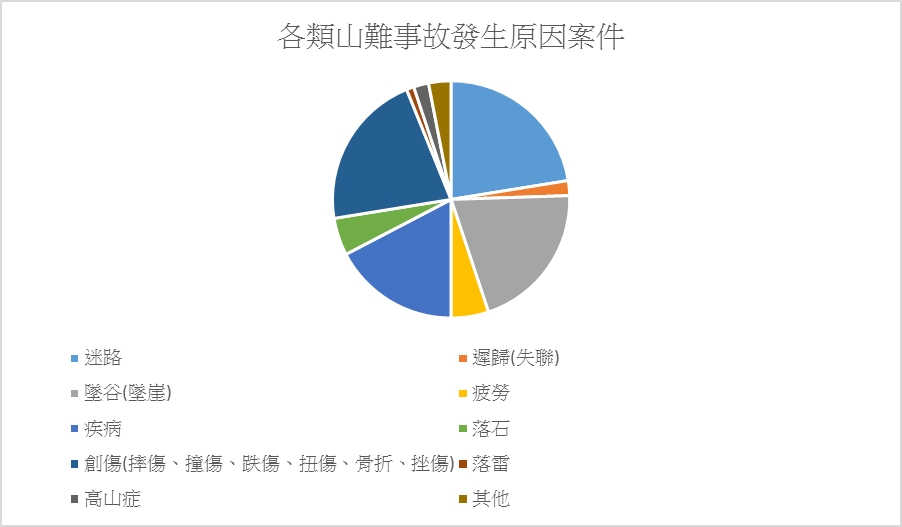 各類山難事故發生原因案件
迷路
遲歸(失聯)
墜谷(墜崖)
疲勞
疾病
落石
創傷(摔傷、撞傷、跌傷、扭傷、骨折、挫傷)
落雷
高山症
其他